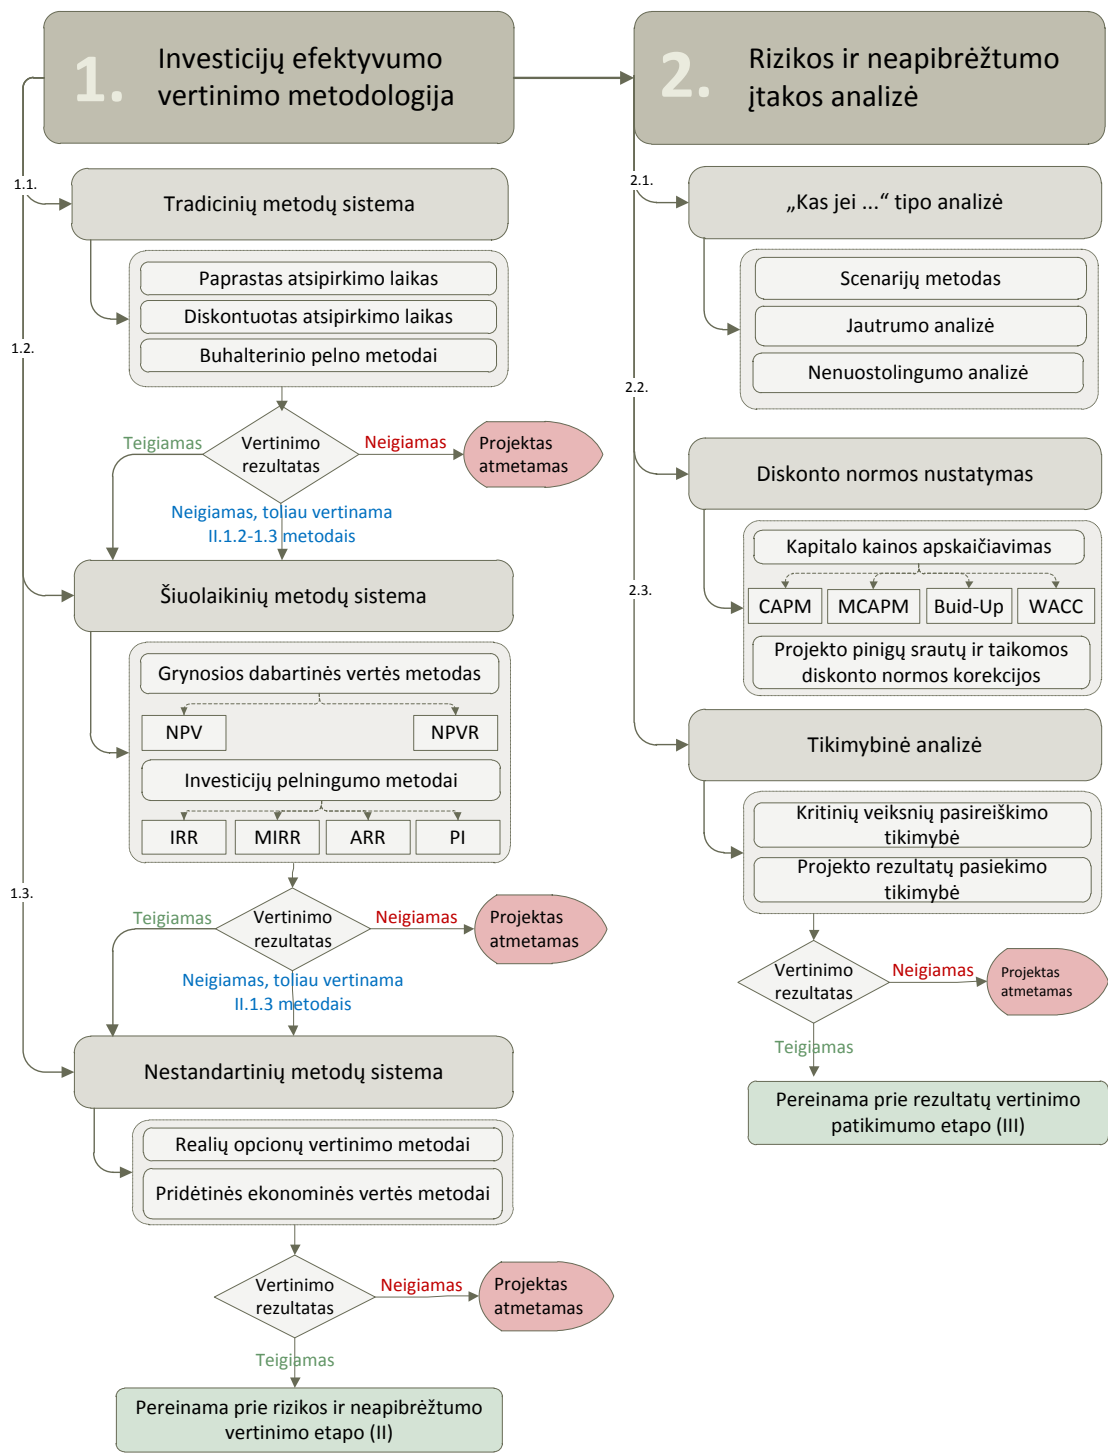 1.
Investicijų efektyvumo
vertinimo metodologija
1.1.
Tradicinių metodų sistema
Paprastas atsipirkimo laikas
Diskontuotas atsipirkimo laikas
Buhalterinio pelno metodai
1.2.
Teigiamas
Vertinimo
rezultatas
Neigiamas
Projektas
atmetamas
Neigiamas, toliau vertinama
II.1.2-1.3 metodais
Šiuolaikinių metodų sistema
Grynosios dabartinės vertės metodas
NPV
NPVR
Investicijų pelningumo metodai
IRR
MIRR
ARR
PI
1.3.
Teigiamas
Vertinimo
rezultatas
Neigiamas
Projektas
atmetamas
Neigiamas, toliau vertinama
II.1.3 metodais
Nestandartinių metodų sistema
Realių opcionų vertinimo metodai
Pridėtinės ekonominės vertės metodai
Vertinimo
rezultatas
Neigiamas
Projektas
atmetamas
Teigiamas
Pereinama prie rizikos ir neapibrėžtumo
vertinimo etapo (II)
2.
Rizikos ir neapibrėžtumo
įtakos analizė
2.1.
„Kas jei ...“ tipo analizė
Scenarijų metodas
Jautrumo analizė
Nenuostolingumo analizė
2.2.
Diskonto normos nustatymas
Kapitalo kainos apskaičiavimas
CAPM
MCAPM
Buid-Up
WACC
Projekto pinigų srautų ir taikomos
diskonto normos korekcijos
2.3.
Tikimybinė analizė
Kritinių veiksnių pasireiškimo
tikimybė
Projekto rezultatų pasiekimo
tikimybė
Vertinimo
rezultatas
Neigiamas
Projektas
atmetamas
Teigiamas
Pereinama prie rezultatų vertinimo
patikimumo etapo (III)